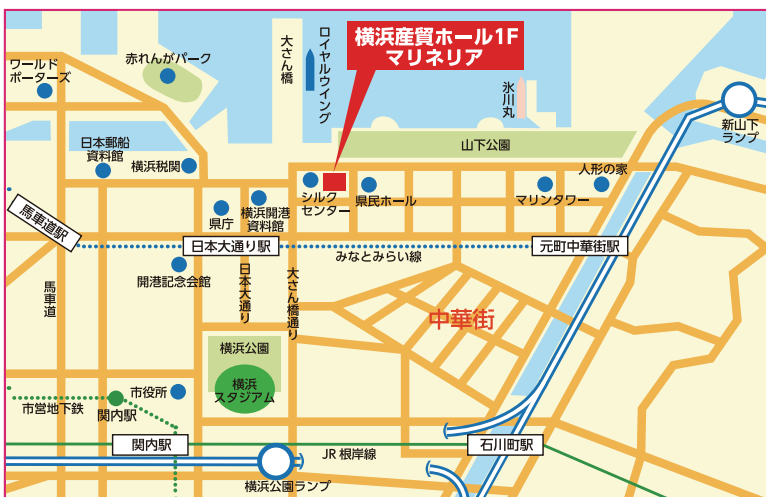 横浜産貿ホール1F
マリネリア
大さん橋
ロイヤルウイング
氷川丸
赤れんがパーク
ワールド
ポーターズ
新山下
ランプ
山下公園
日本郵船
資料館
横浜税関
人形の家
シルク
センター
県民ホール
マリンタワー
県庁
横浜開港
資料館
馬車道駅
日本大通り駅
みなとみらい線
元町中華街駅
開港記念会館
馬車道
日本大通り
大さん橋通り
中華街
横浜公園
横浜
スタジアム
市役所
市営地下鉄
関内駅
関内駅
JR 根岸線
石川町駅
横浜公園ランプ